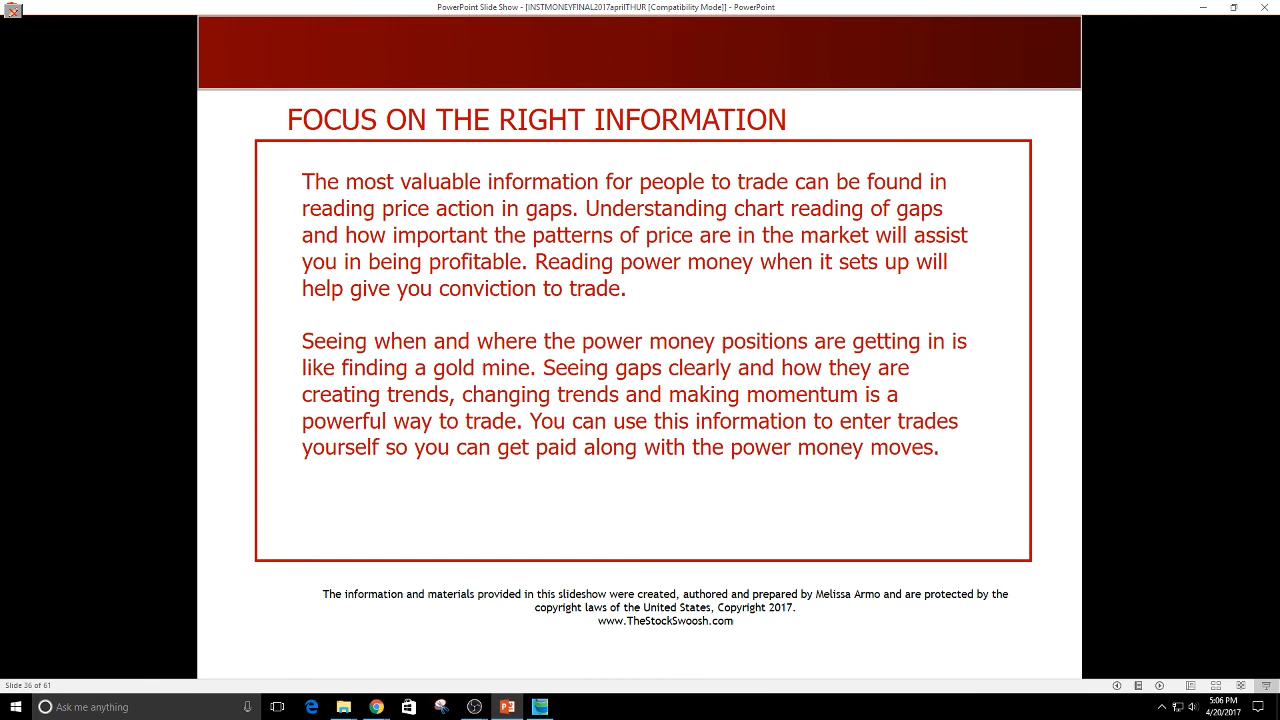 PowerPoint Slide Show - [INSTMONEYFINAL2017aprilTHUR [Compatibility Mode]] - PowerPoint
FOCUS ON THE RIGHT INFORMATION
The most valuable information for people to trade can be found in
reading price action in gaps. Understanding chart reading of gaps
and how important the patterns of price are in the market will assist
you in being profitable. Reading power money when it sets up will
help give you conviction to trade.
Seeing when and where the power money positions are getting in is
like finding a gold mine. Seeing gaps clearly and how they are
creating trends, changing trends and making momentum is a
powerful way to trade. You can use this information to enter trades
yourself so you can get paid along with the power money moves.
The information and materials provided in this slideshow were created, authored and prepared by Melissa Armo and are protected by the
copyright laws of the United States, Copyright 2017.
www.TheStockSwoosh.com
Slide 36 of 61
Ask me anything
5:06 PM
4/20/2017